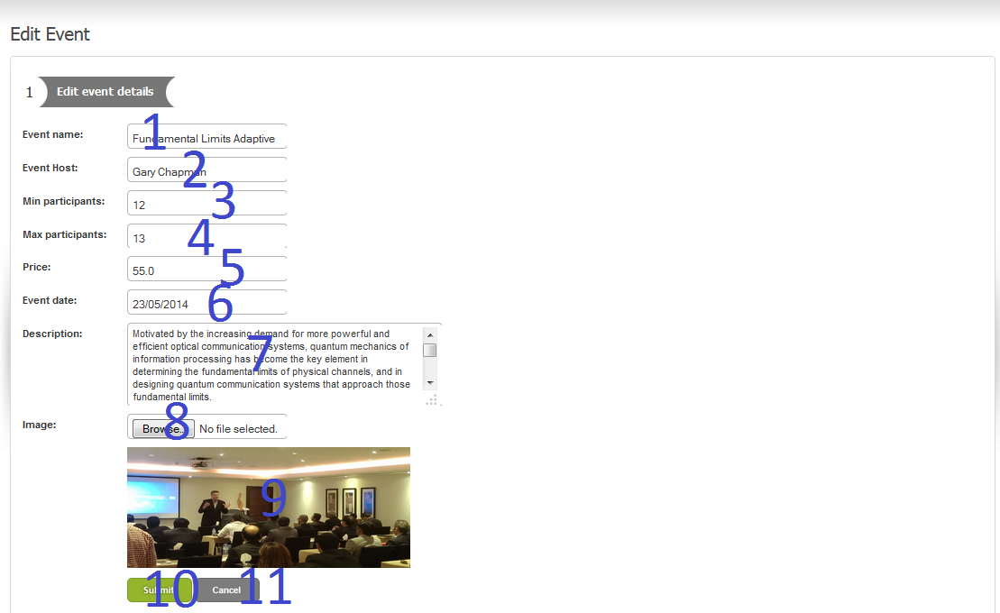 Edit Event
1 Edit event details
Event name: Fundamental Limits Adaptive 1
Event Host: Gary Chapman 2
Min participants: 12 3
Max participants: 13 4
Price: 55.0 5
Event date: 23/05/2014 6
Description: Motivated by the increasing demand for more powerful and
efficient optical communication systems, quantum mechanics of
information processing has become the key element in
determining the fundamental limits of physical channels, and in
designing quantum communication systems that approach those
fundamental limits.
7
Image: Browse... No file selected. 8
9
Submit 10 Cancel 11